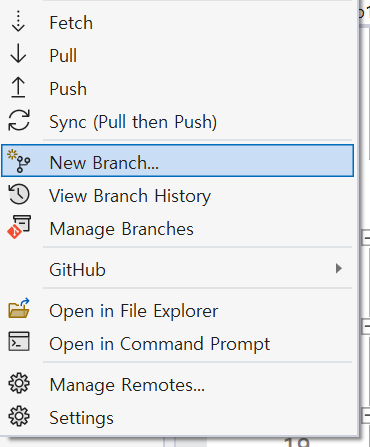 Fetch
Pull
Push
Sync (Pull then Push)
New Branch...
View Branch History
Manage Branches
GitHub
Open in File Explorer
Open in Command Prompt
Manage Remotes...
Settings
19